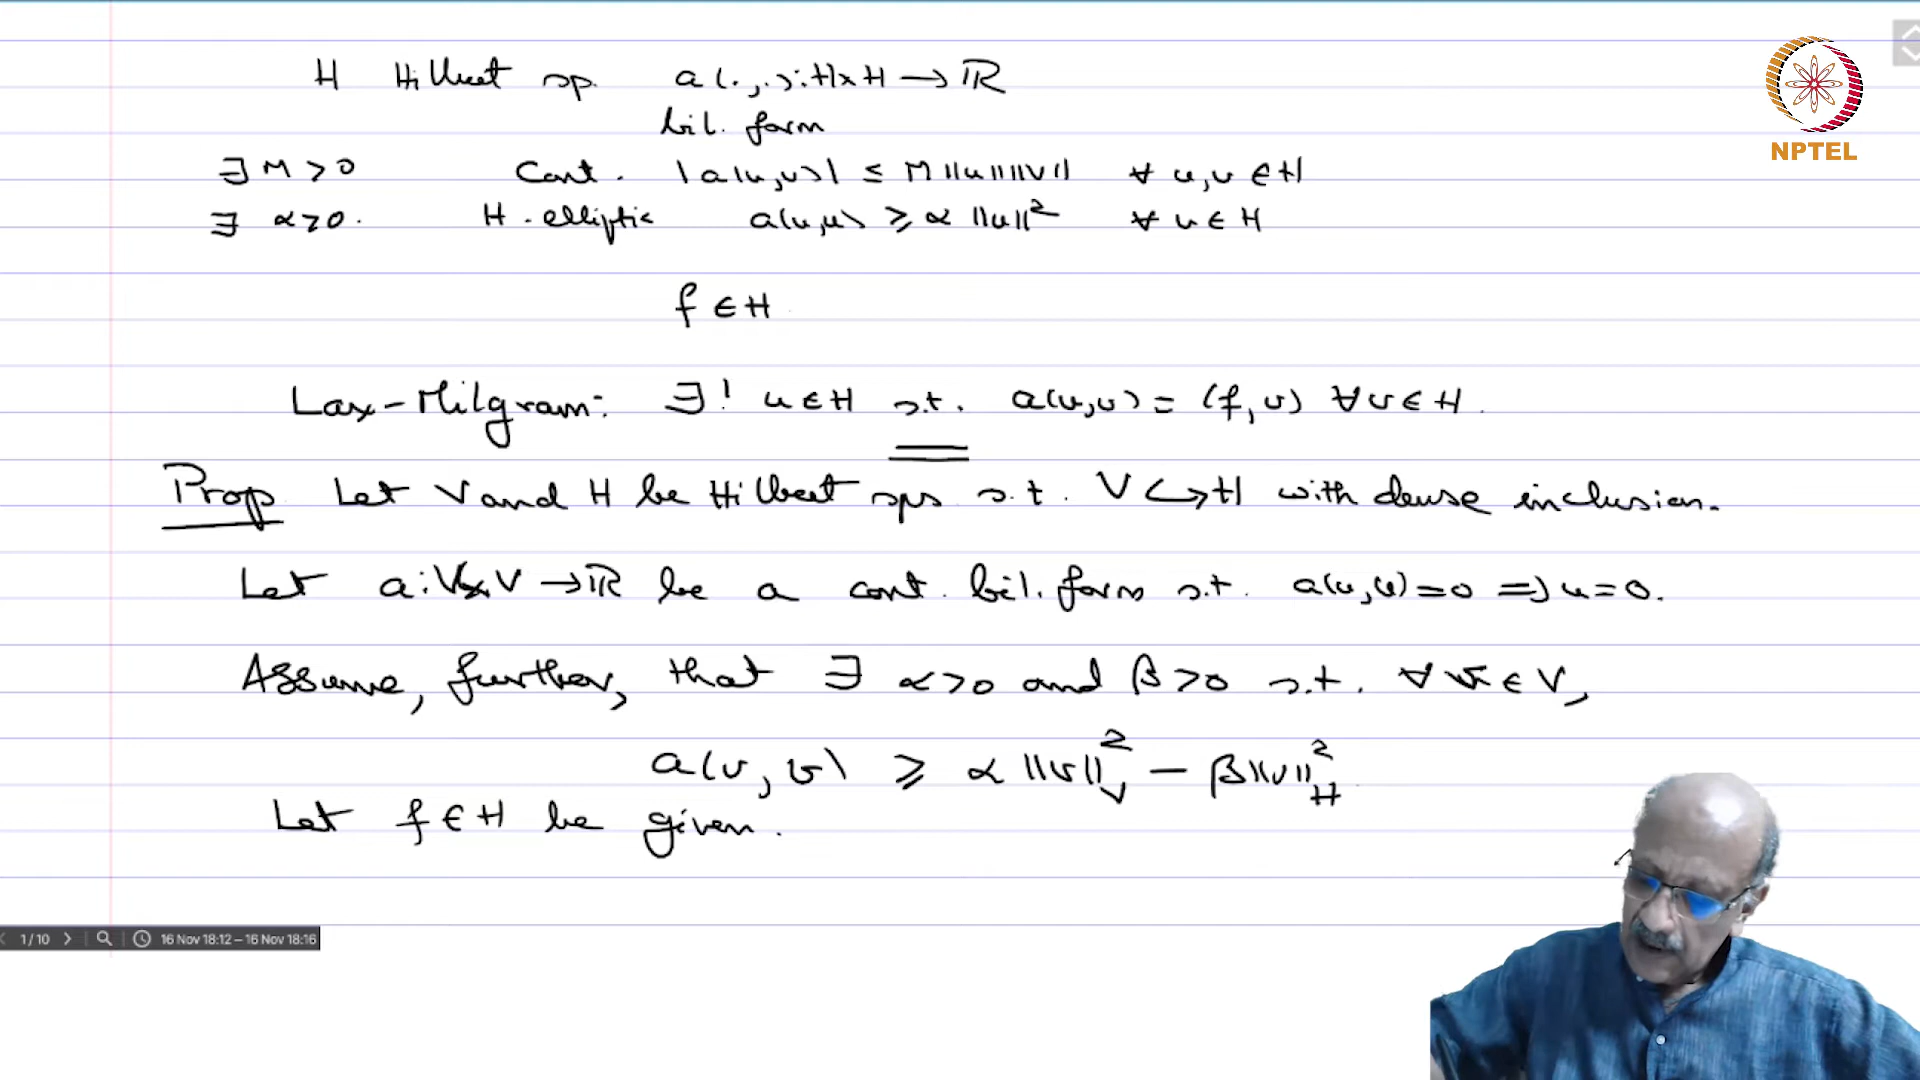 H Hilbert sp. a(.,.): H×H → ℝ
bil. form
∃ M > 0 Cont. |a(u,v)| ≤ M ||u|| ||v|| ∀ u,v ∈ H
∃ α > 0. H-elliptic a(u,u) ≥ α ||u||² ∀ u ∈ H
f ∈ H
Lax-Milgram: ∃! u ∈ H s.t. a(u,v) = (f,v) ∀ v ∈ H.
Prop. Let V and H be Hilbert sps s.t. V ↪ H with dense inclusion.
Let a: V×V → ℝ be a cont. bil. form s.t. a(u,u) = 0 ⟹ u = 0.
Assume, further, that ∃ α > 0 and β > 0 s.t. ∀ v ∈ V,
a(v,v) ≥ α ||v||²_V − β ||v||²_H
Let f ∈ H be given.
NPTEL
1/10 16 Nov 18:12 – 16 Nov 18:16